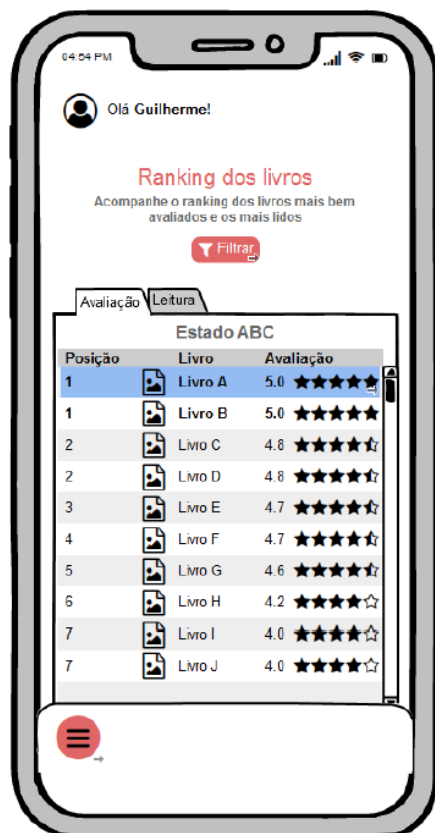 04:54 PM
Olá Guilherme!
Ranking dos livros
Acompanhe o ranking dos livros mais bem
avaliados e os mais lidos
Filtrar
Avaliação Leitura
Estado ABC
Posição Livro Avaliação
1 Livro A 5.0
1 Livro B 5.0
2 Livro C 4.8
2 Livro D 4.8
3 Livro E 4.7
4 Livro F 4.7
5 Livro G 4.6
6 Livro H 4.2
7 Livro I 4.0
7 Livro J 4.0